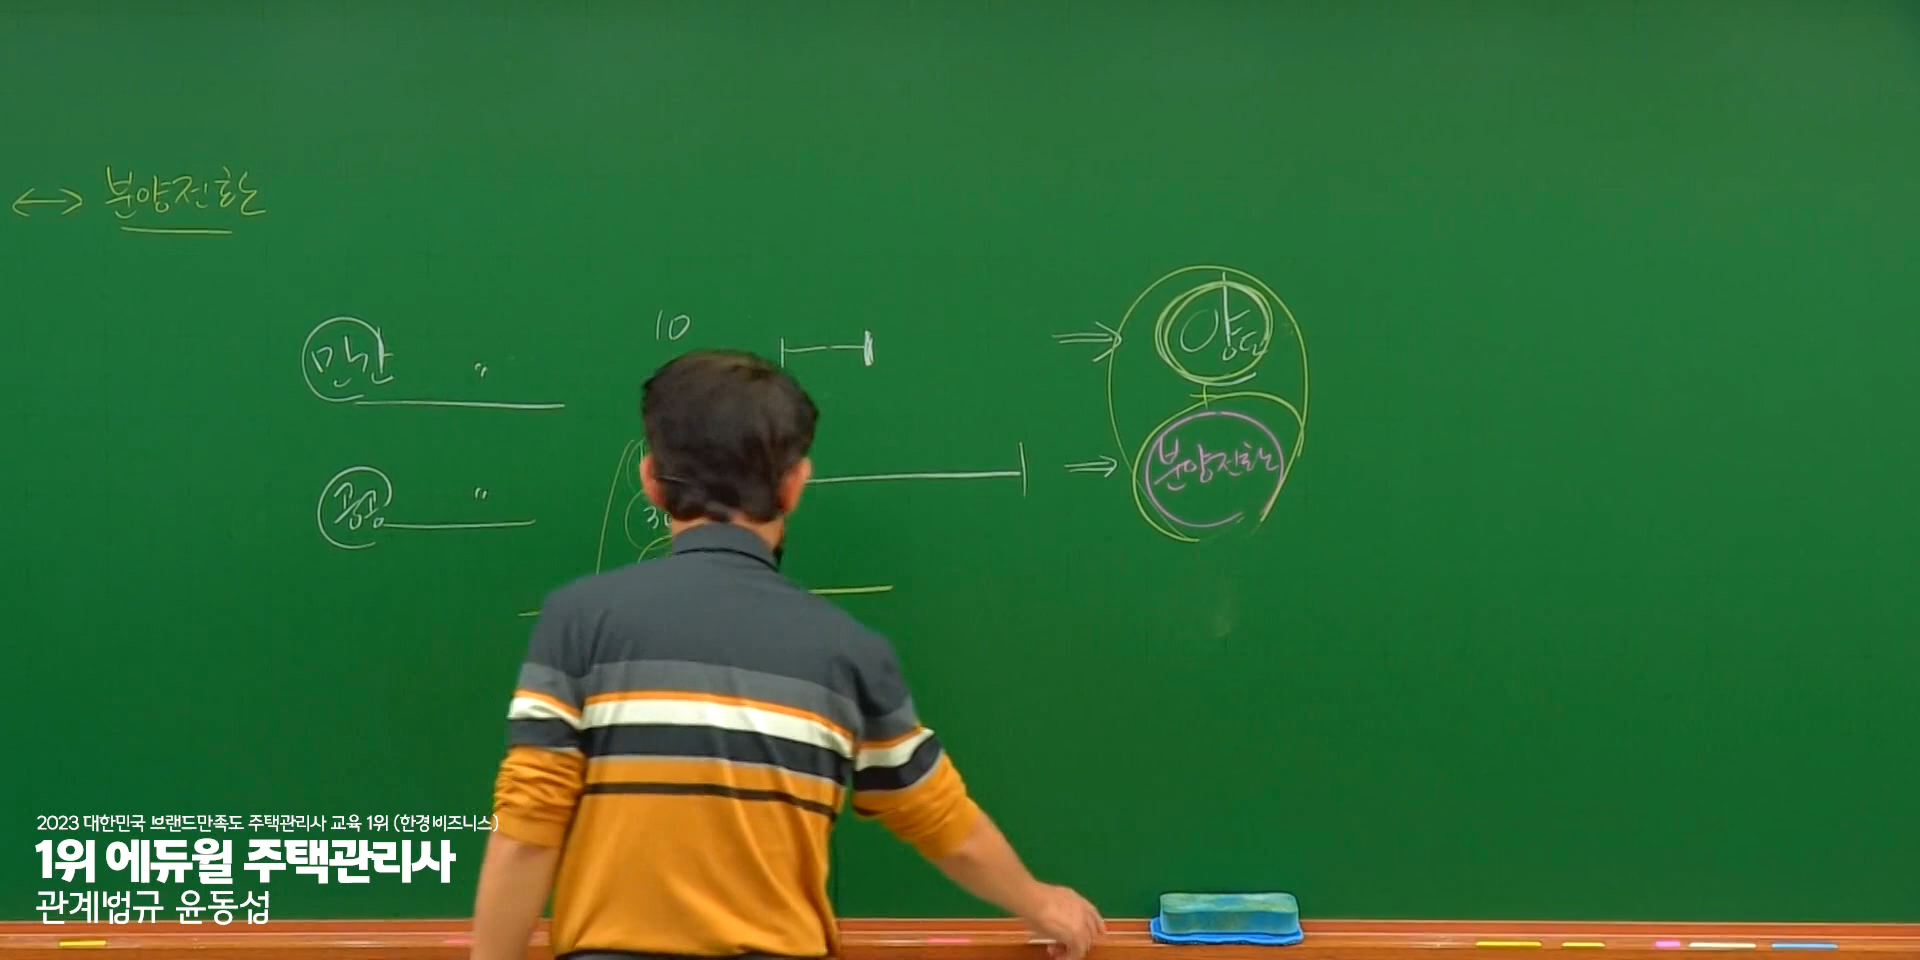 ↔ 분양전환
민간 〃 10 ⇒ 양도
공공 〃 30 ⇒ 분양전환
2023 대한민국 브랜드만족도 주택관리사 교육 1위 (한경비즈니스)
1위 에듀윌 주택관리사
관계법규 윤동섭